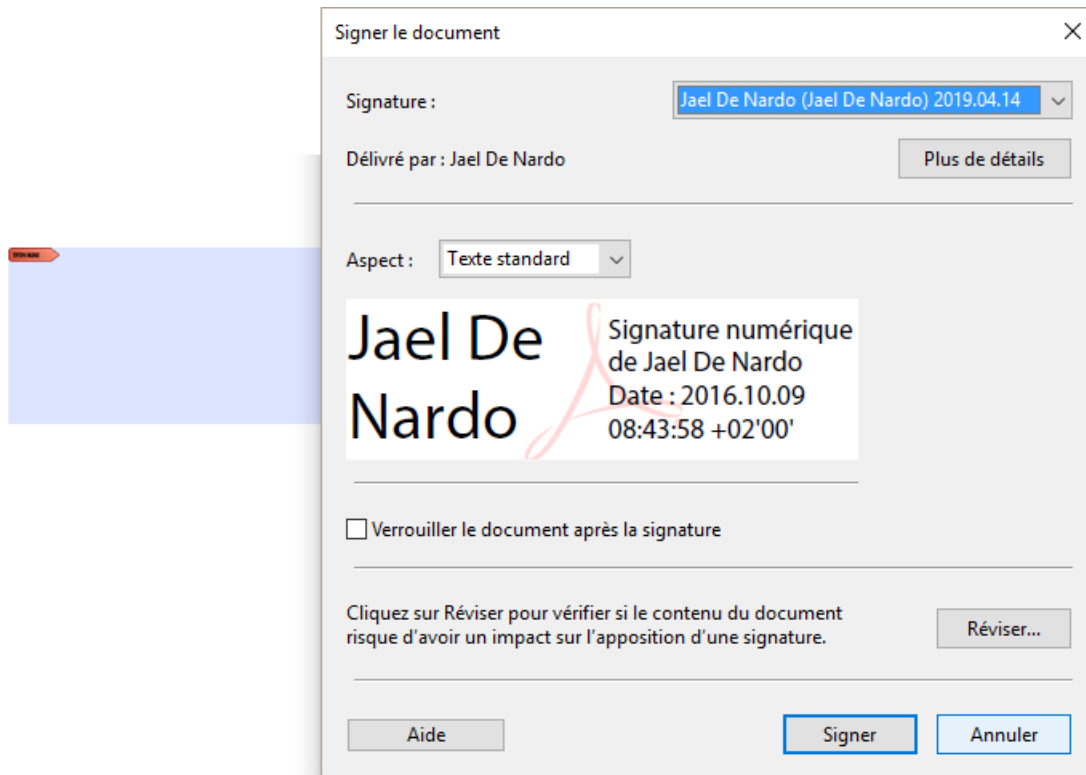 Signer le document
Signature :
Jael De Nardo (Jael De Nardo) 2019.04.14
Délivré par : Jael De Nardo
Plus de détails
Aspect :
Texte standard
Jael De
Nardo
Signature numérique
de Jael De Nardo
Date : 2016.10.09
08:43:58 +02'00'
Verrouiller le document après la signature
Cliquez sur Réviser pour vérifier si le contenu du document
risque d'avoir un impact sur l'apposition d'une signature.
Réviser...
Aide
Signer
Annuler